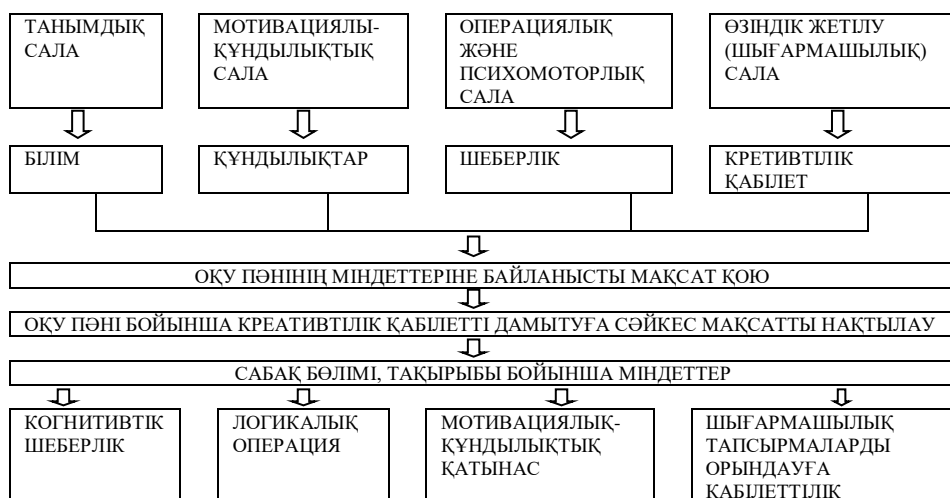 ТАНЫМДЫҚ
САЛА
МОТИВАЦИЯЛЫ-
ҚҰНДЫЛЫҚТЫҚ
САЛА
ОПЕРАЦИЯЛЫҚ
ЖӘНЕ
ПСИХОМОТОРЛЫҚ
САЛА
ӨЗІНДІК ЖЕТІЛУ
(ШЫҒАРМАШЫЛЫҚ)
САЛА
БІЛІМ
ҚҰНДЫЛЫҚТАР
ШЕБЕРЛІК
КРЕТИВТІЛІК
ҚАБІЛЕТ
ОҚУ ПӘНІНІҢ МІНДЕТТЕРІНЕ БАЙЛАНЫСТЫ МАҚСАТ ҚОЮ
ОҚУ ПӘНІ БОЙЫНША КРЕАТИВТІЛІК ҚАБІЛЕТТІ ДАМЫТУҒА СӘЙКЕС МАҚСАТТЫ НАҚТЫЛАУ
САБАҚ БӨЛІМІ, ТАҚЫРЫБЫ БОЙЫНША МІНДЕТТЕР
КОГНИТИВТІК
ШЕБЕРЛІК
ЛОГИКАЛЫҚ
ОПЕРАЦИЯ
МОТИВАЦИЯЛЫҚ-
ҚҰНДЫЛЫҚТЫҚ
ҚАТЫНАС
ШЫҒАРМАШЫЛЫҚ
ТАПСЫРМАЛАРДЫ
ОРЫНДАУҒА
ҚАБІЛЕТТІЛІК